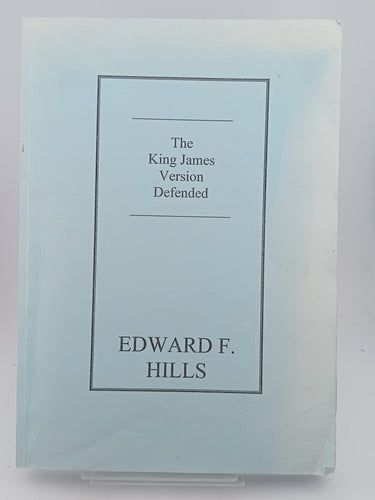 The
King James
Version
Defended
EDWARD F.
HILLS